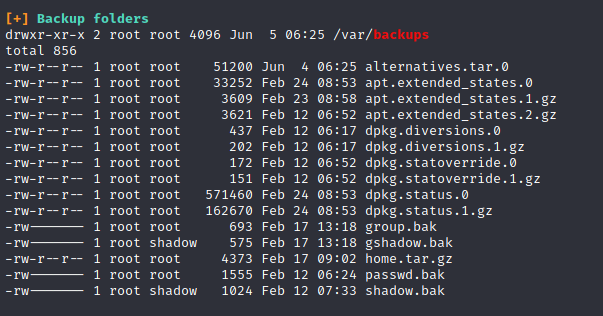 [+] Backup folders
drwxr-xr-x 2 root root 4096 Jun  5 06:25 /var/backups
total 856
-rw-r--r-- 1 root root    51200 Jun  4 06:25 alternatives.tar.0
-rw-r--r-- 1 root root    33252 Feb 24 08:53 apt.extended_states.0
-rw-r--r-- 1 root root     3609 Feb 23 08:58 apt.extended_states.1.gz
-rw-r--r-- 1 root root     3621 Feb 12 06:52 apt.extended_states.2.gz
-rw-r--r-- 1 root root      437 Feb 12 06:17 dpkg.diversions.0
-rw-r--r-- 1 root root      202 Feb 12 06:17 dpkg.diversions.1.gz
-rw-r--r-- 1 root root      172 Feb 12 06:52 dpkg.statoverride.0
-rw-r--r-- 1 root root      151 Feb 12 06:52 dpkg.statoverride.1.gz
-rw-r--r-- 1 root root   571460 Feb 24 08:53 dpkg.status.0
-rw-r--r-- 1 root root   162670 Feb 24 08:53 dpkg.status.1.gz
-rw------- 1 root root      693 Feb 17 13:18 group.bak
-rw------- 1 root shadow    575 Feb 17 13:18 gshadow.bak
-rw-r--r-- 1 root root     4373 Feb 17 09:02 home.tar.gz
-rw------- 1 root root     1555 Feb 12 06:24 passwd.bak
-rw------- 1 root shadow   1024 Feb 12 07:33 shadow.bak